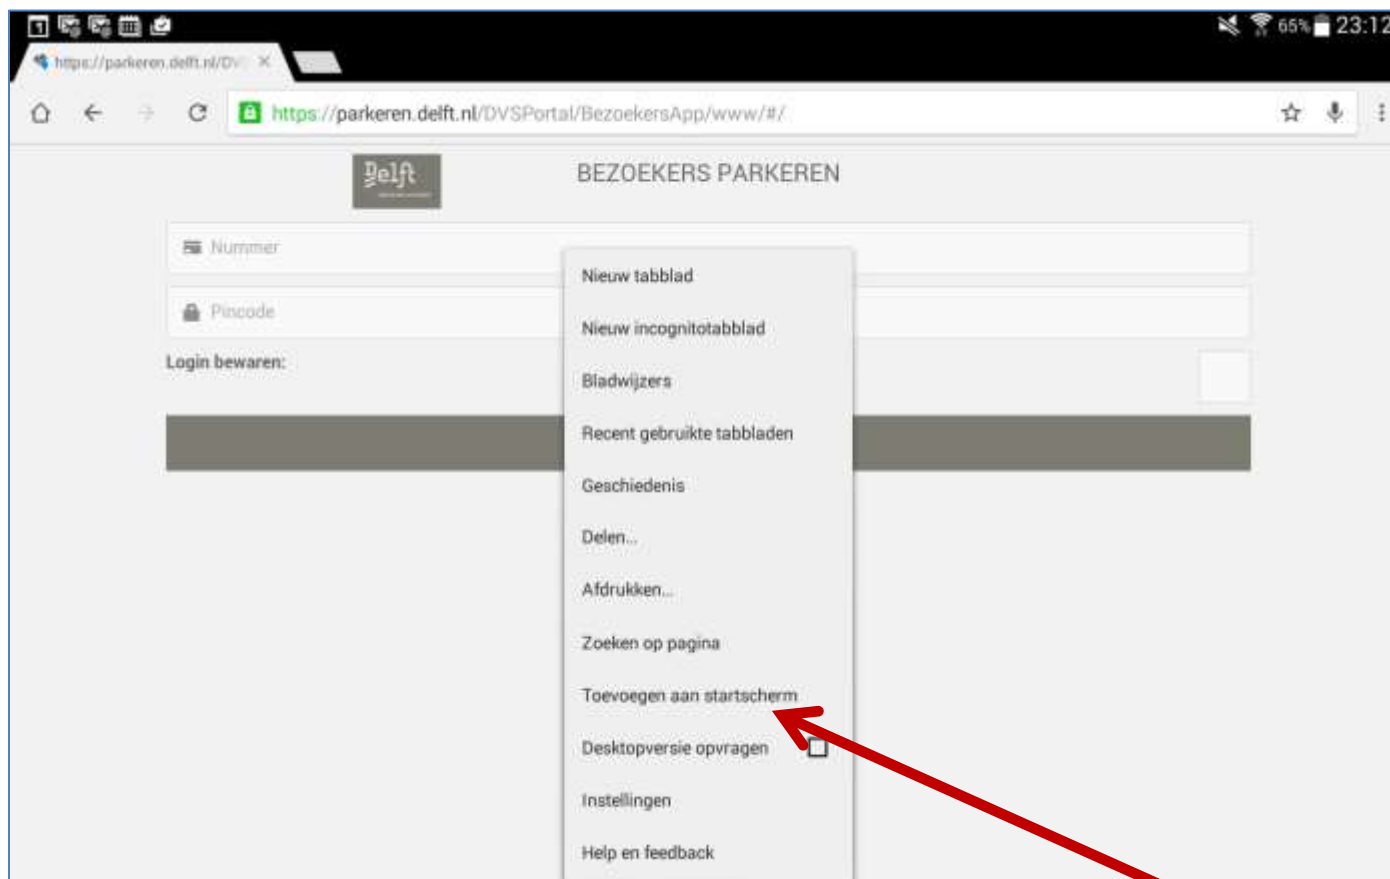 65% 23:12
https://parkeren.delft.nl/DV
https://parkeren.delft.nl/DVSPortal/BezoekersApp/www/#/
Delft
BEZOEKERS PARKEREN
Nummer
Pincode
Login bewaren:
Nieuw tabblad
Nieuw incognitotabblad
Bladwijzers
Recent gebruikte tabbladen
Geschiedenis
Delen...
Afdrukken...
Zoeken op pagina
Toevoegen aan startscherm
Desktopversie opvragen
Instellingen
Help en feedback